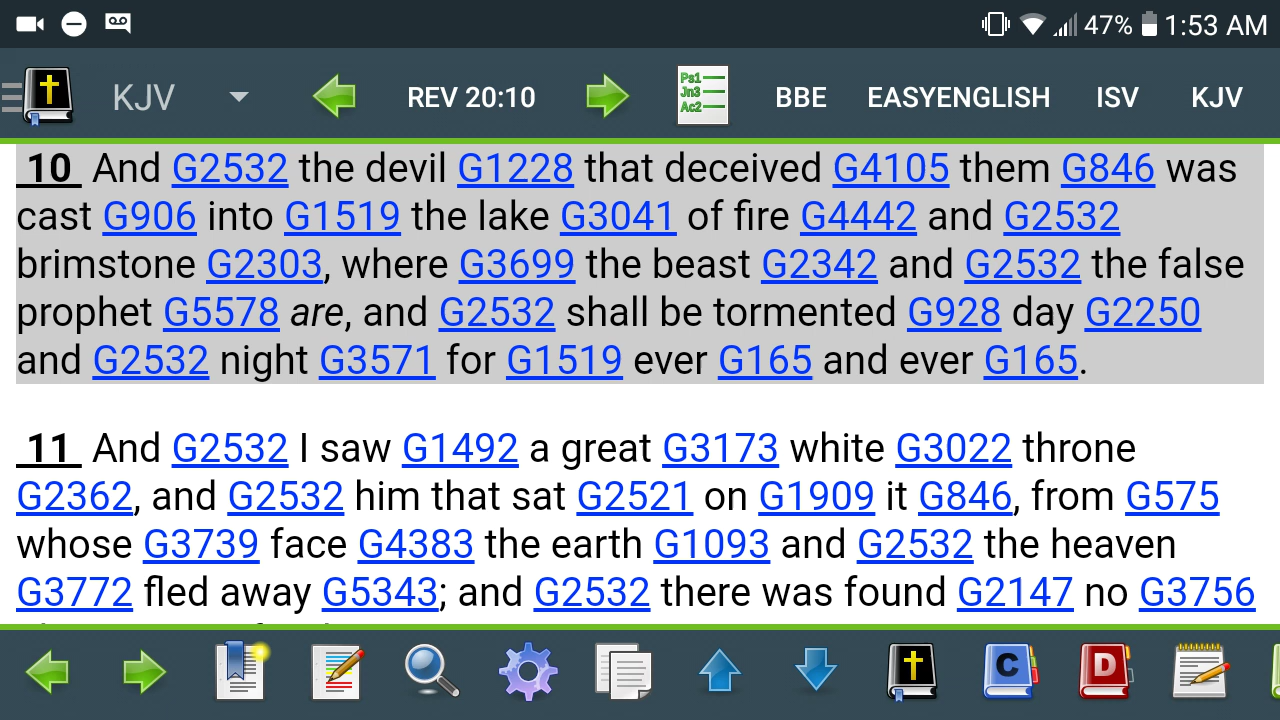 47% 1:53 AM
KJV REV 20:10 Ps1 Jn3 Ac2 BBE EASYENGLISH ISV KJV
10 And G2532 the devil G1228 that deceived G4105 them G846 was
cast G906 into G1519 the lake G3041 of fire G4442 and G2532
brimstone G2303, where G3699 the beast G2342 and G2532 the false
prophet G5578 are, and G2532 shall be tormented G928 day G2250
and G2532 night G3571 for G1519 ever G165 and ever G165.
11 And G2532 I saw G1492 a great G3173 white G3022 throne
G2362, and G2532 him that sat G2521 on G1909 it G846, from G575
whose G3739 face G4383 the earth G1093 and G2532 the heaven
G3772 fled away G5343; and G2532 there was found G2147 no G3756
C D